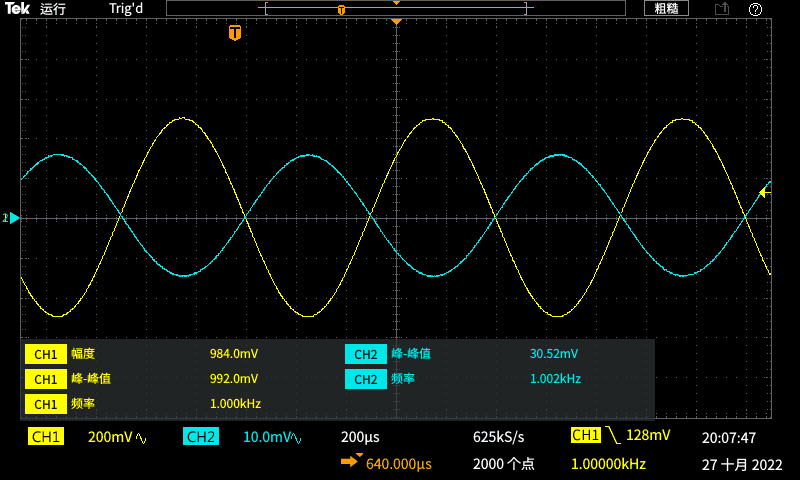 Tek 运行 Trig'd 粗糙
T
T
CH1 幅度 984.0mV CH2 峰-峰值 30.52mV
CH1 峰-峰值 992.0mV CH2 频率 1.002kHz
CH1 频率 1.000kHz
CH1 200mV CH2 10.0mV 200µs 625kS/s CH1 128mV 20:07:47
640.000µs 2000 个点 1.00000kHz 27 十月 2022